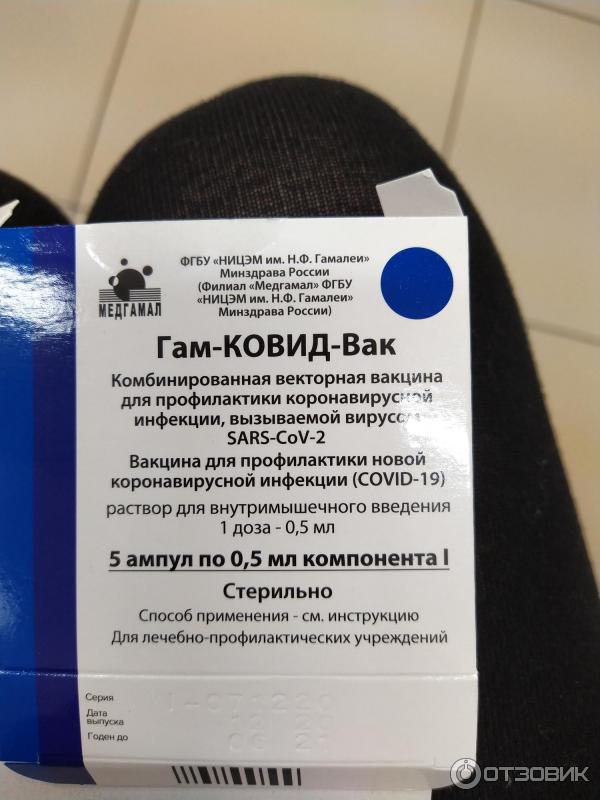 ФГБУ «НИЦЭМ им. Н.Ф. Гамалеи»
Минздрава России
(Филиал «Медгамал» ФГБУ
«НИЦЭМ им. Н.Ф. Гамалеи»
Минздрава России)
МЕДГАМАЛ
Гам-КОВИД-Вак
Комбинированная векторная вакцина
для профилактики коронавирусной
инфекции, вызываемой вирусом
SARS-CoV-2
Вакцина для профилактики новой
коронавирусной инфекции (COVID-19)
раствор для внутримышечного введения
1 доза - 0,5 мл
5 ампул по 0,5 мл компонента I
Стерильно
Способ применения - см. инструкцию
Для лечебно-профилактических учреждений
Серия
Дата
выпуска
Годен до 06 21
ОТЗОВИК